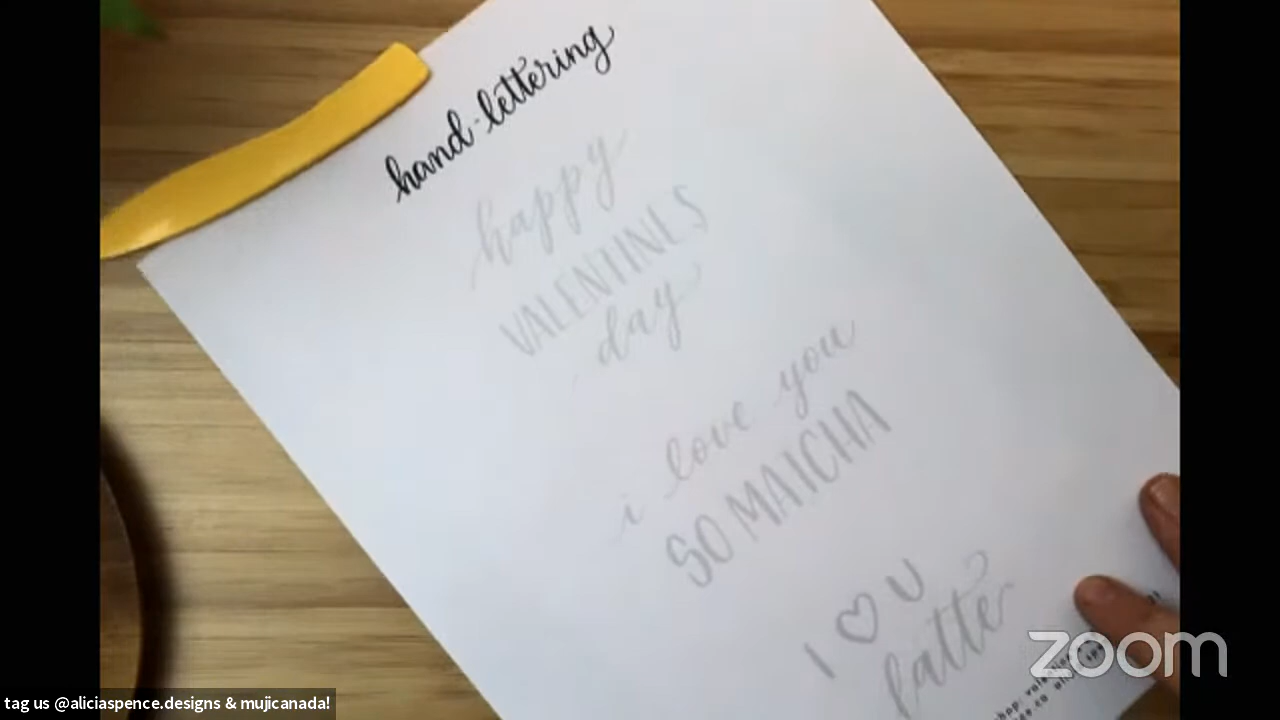 hand-lettering
happy
VALENTINES
day
i love you
SO MATCHA
I ♡ U
latte
zoom
tag us @aliciaspence.designs & mujicanada!